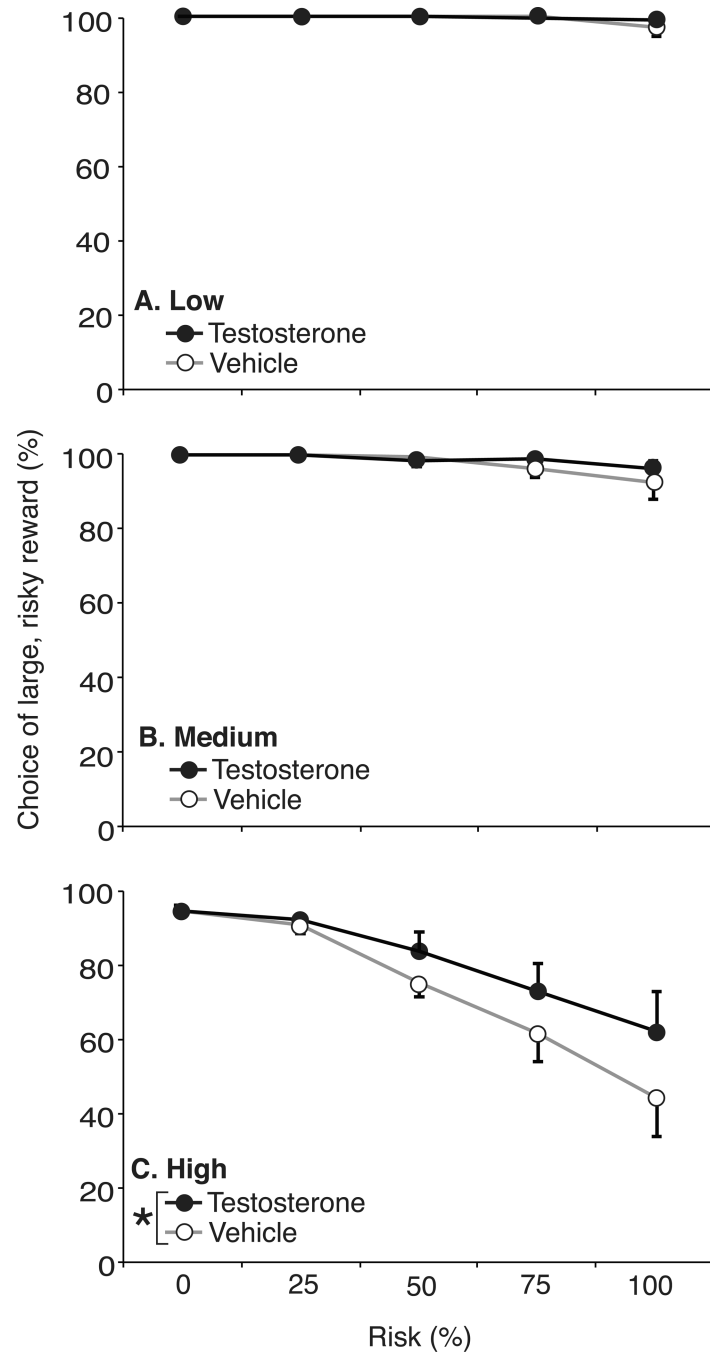 100
80
60
40
20
0
A. Low
Testosterone
Vehicle
Choice of large, risky reward (%)
100
80
60
40
20
0
B. Medium
Testosterone
Vehicle
100
80
60
40
20
0
C. High
* Testosterone
Vehicle
0 25 50 75 100
Risk (%)